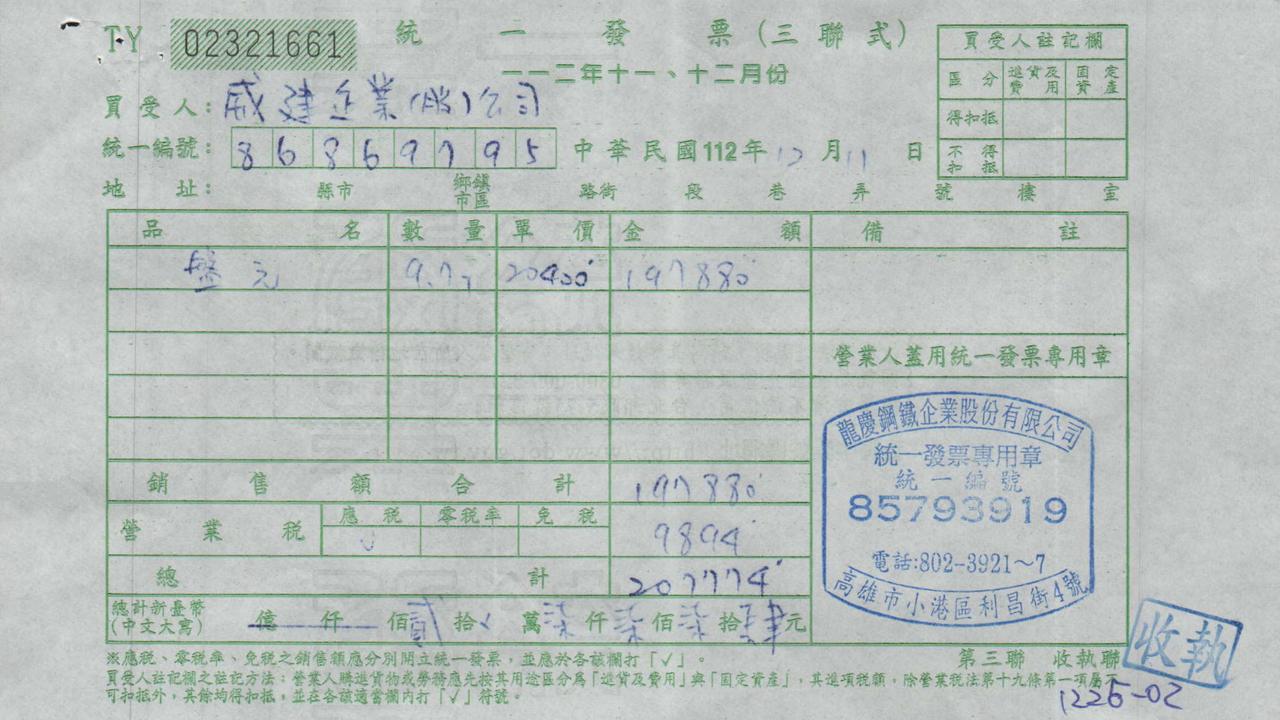 TY 02321661 統一發票(三聯式)
一一二年十一、十二月份
買受人註記欄
區分 進貨及費用 固定資產
得扣抵
不得扣抵
買受人: 威建企業(股)公司
統一編號: 86869795 中華民國112年12月11日
地址: 縣市 鄉鎮市區 路街 段 巷 弄 號 樓 室
品名 數量 單價 金額 備註
盤元 9.7 20400 197880
營業人蓋用統一發票專用章
銷售額合計 197880
營業稅 應稅 零稅率 免稅 9894
總計 207774
總計新臺幣(中文大寫) 億 仟 佰 貳 拾 萬 柒 仟 柒 佰 柒 拾 肆 元
龍慶鋼鐵企業股份有限公司
統一發票專用章
統一編號
85793919
電話:802-3921~7
高雄市小港區利昌街4號
※應稅、零稅率、免稅之銷售額應分別開立統一發票,並應於各該欄打「✓」。
第三聯 收執聯
收執
買受人註記欄之註記方法:營業人購進貨物或勞務應先按其用途區分為「進貨及費用」與「固定資產」,其進項稅額,除營業稅法第十九條第一項屬不
可扣抵外,其餘均得扣抵,並在各該適當欄內打「✓」符號。
1226-02